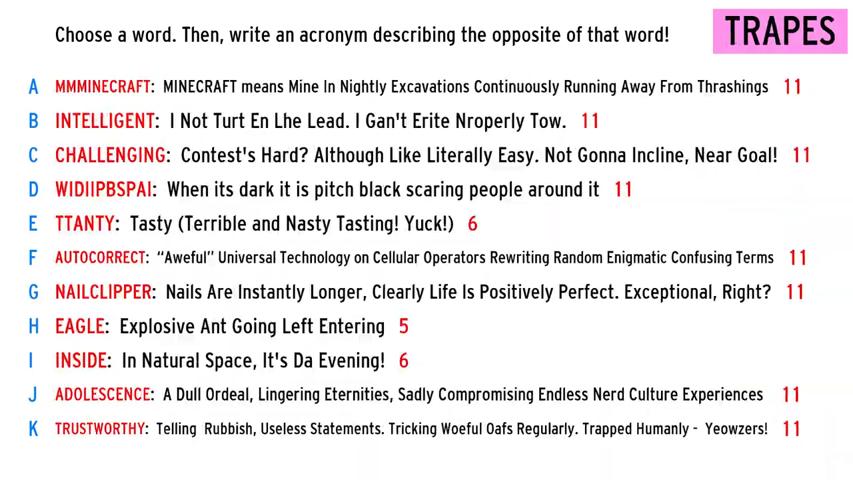 Choose a word. Then, write an acronym describing the opposite of that word!
TRAPES
A MMMINECRAFT: MINECRAFT means Mine In Nightly Excavations Continuously Running Away From Thrashings 11
B INTELLIGENT: I Not Turt En Lhe Lead. I Gan't Erite Nroperly Tow. 11
C CHALLENGING: Contest's Hard? Although Like Literally Easy. Not Gonna Incline, Near Goal! 11
D WIDIIPBSPAI: When its dark it is pitch black scaring people around it 11
E TTANTY: Tasty (Terrible and Nasty Tasting! Yuck!) 6
F AUTOCORRECT: "Aweful" Universal Technology on Cellular Operators Rewriting Random Enigmatic Confusing Terms 11
G NAILCLIPPER: Nails Are Instantly Longer, Clearly Life Is Positively Perfect. Exceptional, Right? 11
H EAGLE: Explosive Ant Going Left Entering 5
I INSIDE: In Natural Space, It's Da Evening! 6
J ADOLESCENCE: A Dull Ordeal, Lingering Eternities, Sadly Compromising Endless Nerd Culture Experiences 11
K TRUSTWORTHY: Telling Rubbish, Useless Statements. Tricking Woeful Oafs Regularly. Trapped Humanly - Yeowzers! 11